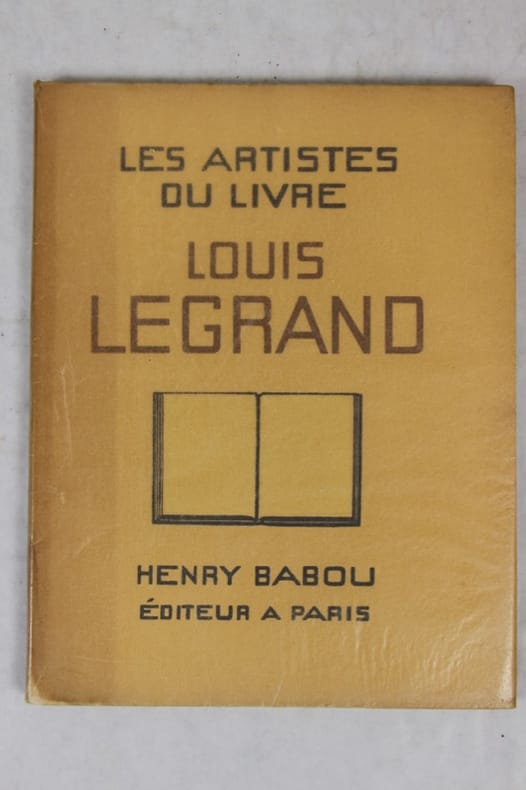 LES ARTISTES
DU LIVRE
LOUIS
LEGRAND
HENRY BABOU
ÉDITEUR A PARIS